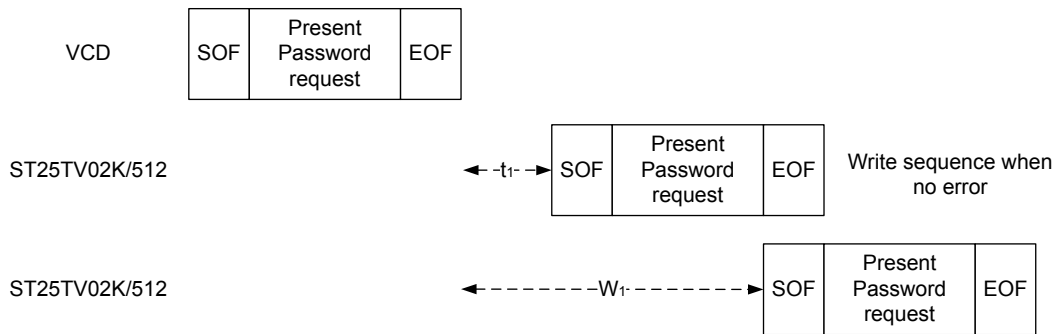 VCD
SOF
Present
Password
request
EOF
ST25TV02K/512
t1
SOF
Present
Password
request
EOF
Write sequence when
no error
ST25TV02K/512
W1
SOF
Present
Password
request
EOF